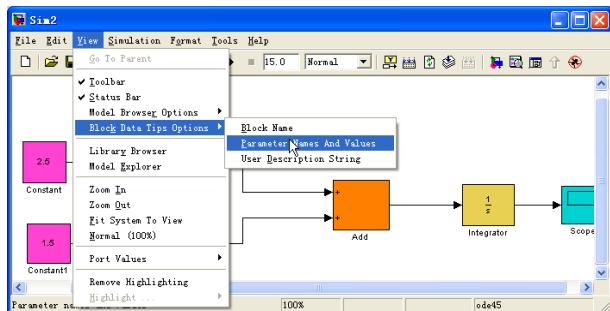 Sim2
File Edit View Simulation Format Tools Help
15.0 Normal
Go To Parent
Toolbar
Status Bar
Model Browser Options
Block Data Tips Options
Library Browser
Model Explorer
Zoom In
Zoom Out
Fit System To View
Normal (100%)
Port Values
Remove Highlighting
Highlight ...
Block Name
Parameter Names And Values
User Description String
2.5
Constant
1.5
Constant1
+
+
Add
1
s
Integrator
Scope
Parameter na
100% ode45